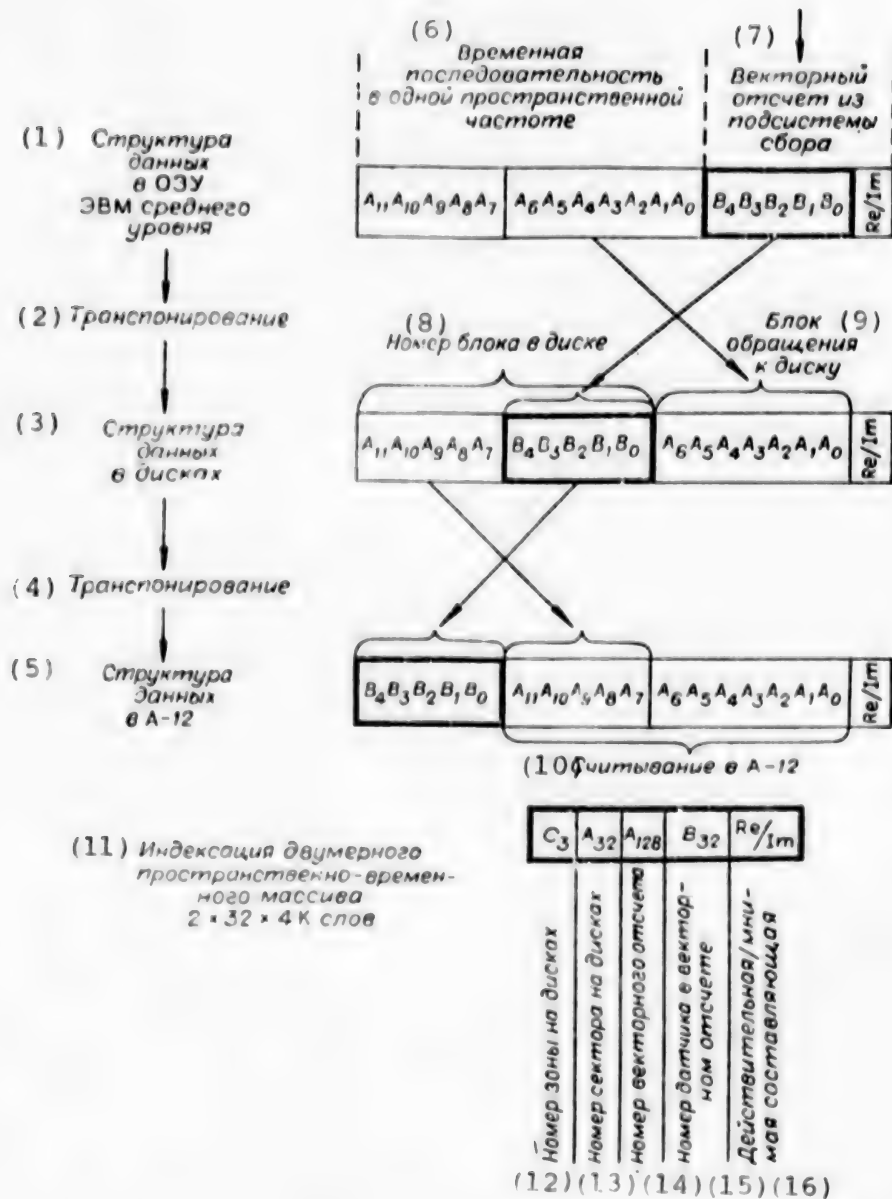 (6)
Временная
последовательность
в одной пространственной
частоте
(7)
Векторный
отсчет из
подсистемы
сбора
(1) Структура
данных
в ОЗУ
ЭВМ среднего
уровня
A₁₁A₁₀A₉A₈A₇ A₆A₅A₄A₃A₂A₁A₀ B₄B₃B₂B₁B₀ Re/Im
(2) Транспонирование
(8)
Номер блока в диске
Блок (9)
обращения
к диску
(3) Структура
данных
в дисках
A₁₁A₁₀A₉A₈A₇ B₄B₃B₂B₁B₀ A₆A₅A₄A₃A₂A₁A₀ Re/Im
(4) Транспонирование
(5) Структура
данных
в А-12
B₄B₃B₂B₁B₀ A₁₁A₁₀A₉A₈A₇ A₆A₅A₄A₃A₂A₁A₀ Re/Im
(10) Считывание в А-12
(11) Индексация двумерного
пространственно-времен-
ного массива
2 × 32 × 4К слов
C₃ A₃₂ A₁₂₈ B₃₂ Re/Im
Номер зоны на дисках
Номер сектора на дисках
Номер векторного отсчета
Номер датчика в вектор-
ном отсчете
Действительная/мни-
мая составляющая
(12) (13) (14) (15) (16)